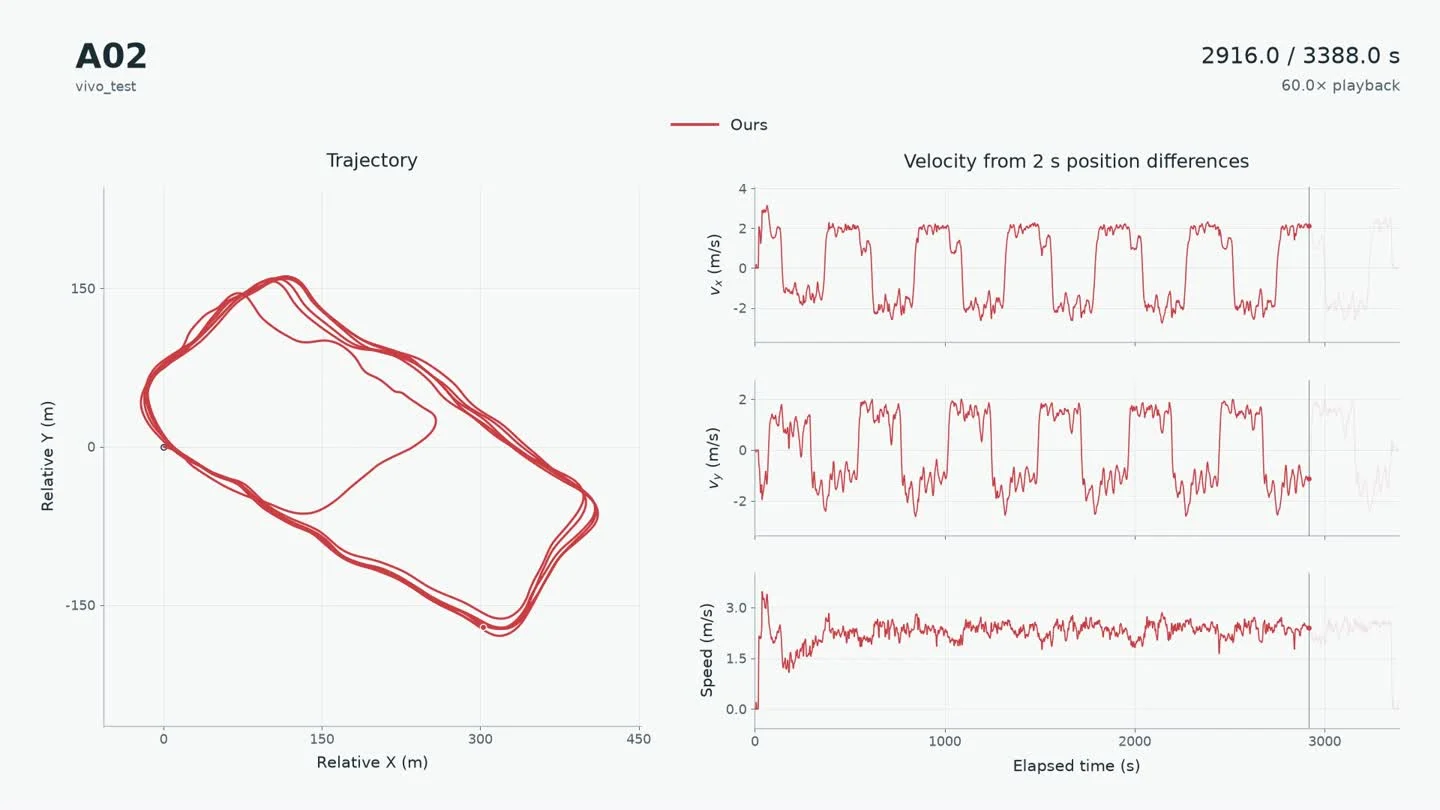 A02
vivo_test
2916.0 / 3388.0 s
60.0× playback
Ours
Trajectory
150
0
-150
0
150
300
450
Relative X (m)
Relative Y (m)
Velocity from 2 s position differences
4
2
0
-2
vx (m/s)
2
0
-2
vy (m/s)
3.0
1.5
0.0
Speed (m/s)
0
1000
2000
3000
Elapsed time (s)